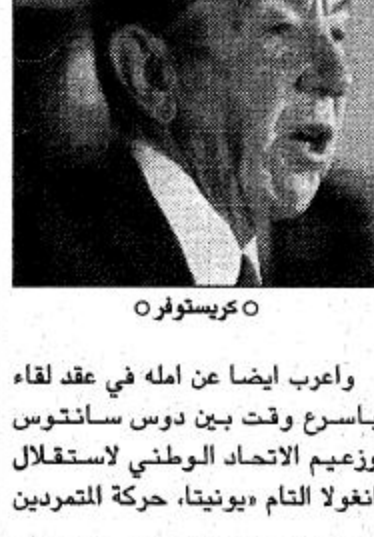 ○ كريستوفر ○
واعرب ايضا عن امله في عقد لقاء
باسرع وقت بين دوس سانتوس
وزعيم الاتحاد الوطني لاستقلال
انغولا التام «يونيتا، حركة المتمردين